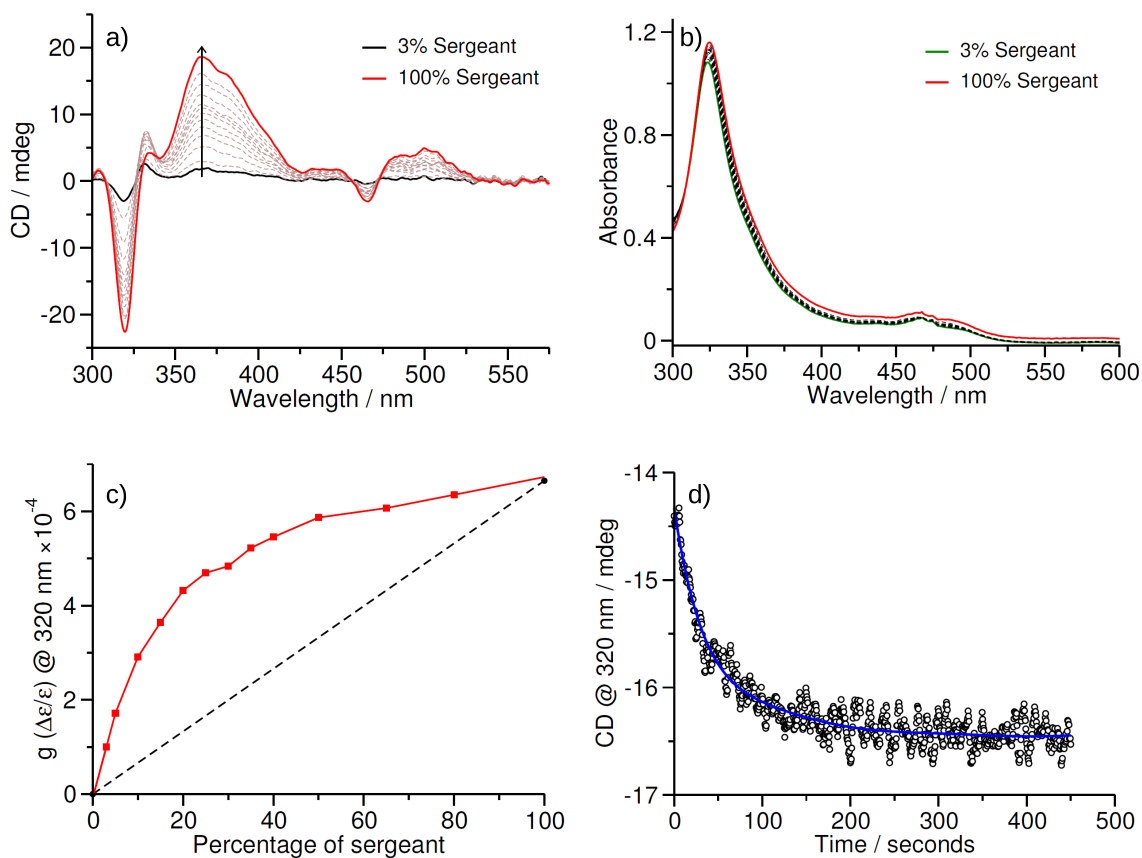 a)
3% Sergeant
100% Sergeant
CD / mdeg
20
10
0
-10
-20
300 350 400 450 500 550
Wavelength / nm
b)
3% Sergeant
100% Sergeant
Absorbance
1.2
0.8
0.4
0
300 350 400 450 500 550 600
Wavelength / nm
c)
g (Δε/ε) @ 320 nm ×10⁻⁴
6
4
2
0
0 20 40 60 80 100
Percentage of sergeant
d)
CD @ 320 nm / mdeg
-14
-15
-16
-17
0 100 200 300 400 500
Time / seconds